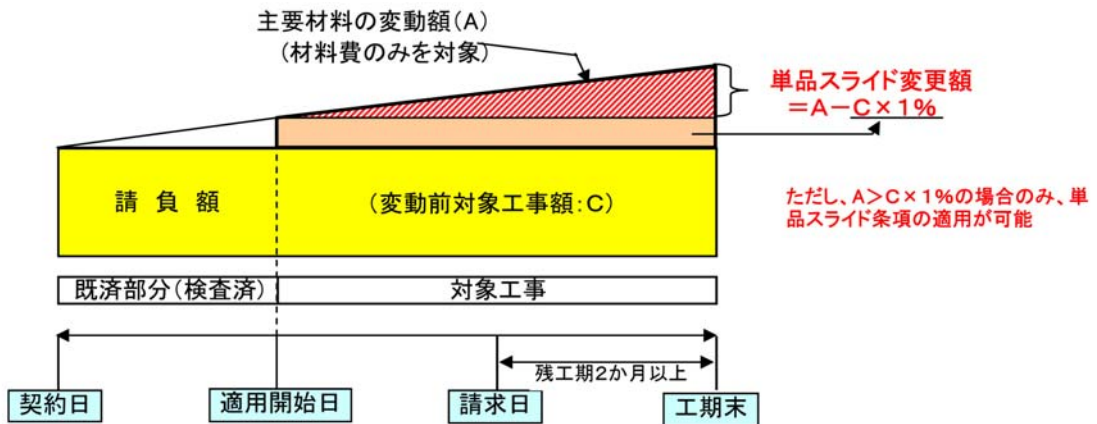 主要材料の変動額(A)
(材料費のみを対象)
単品スライド変更額
=A-C×1%
請 負 額
(変動前対象工事額:C)
ただし、A>C×1%の場合のみ、単
品スライド条項の適用が可能
既済部分(検査済)
対象工事
残工期2か月以上
契約日
適用開始日
請求日
工期末